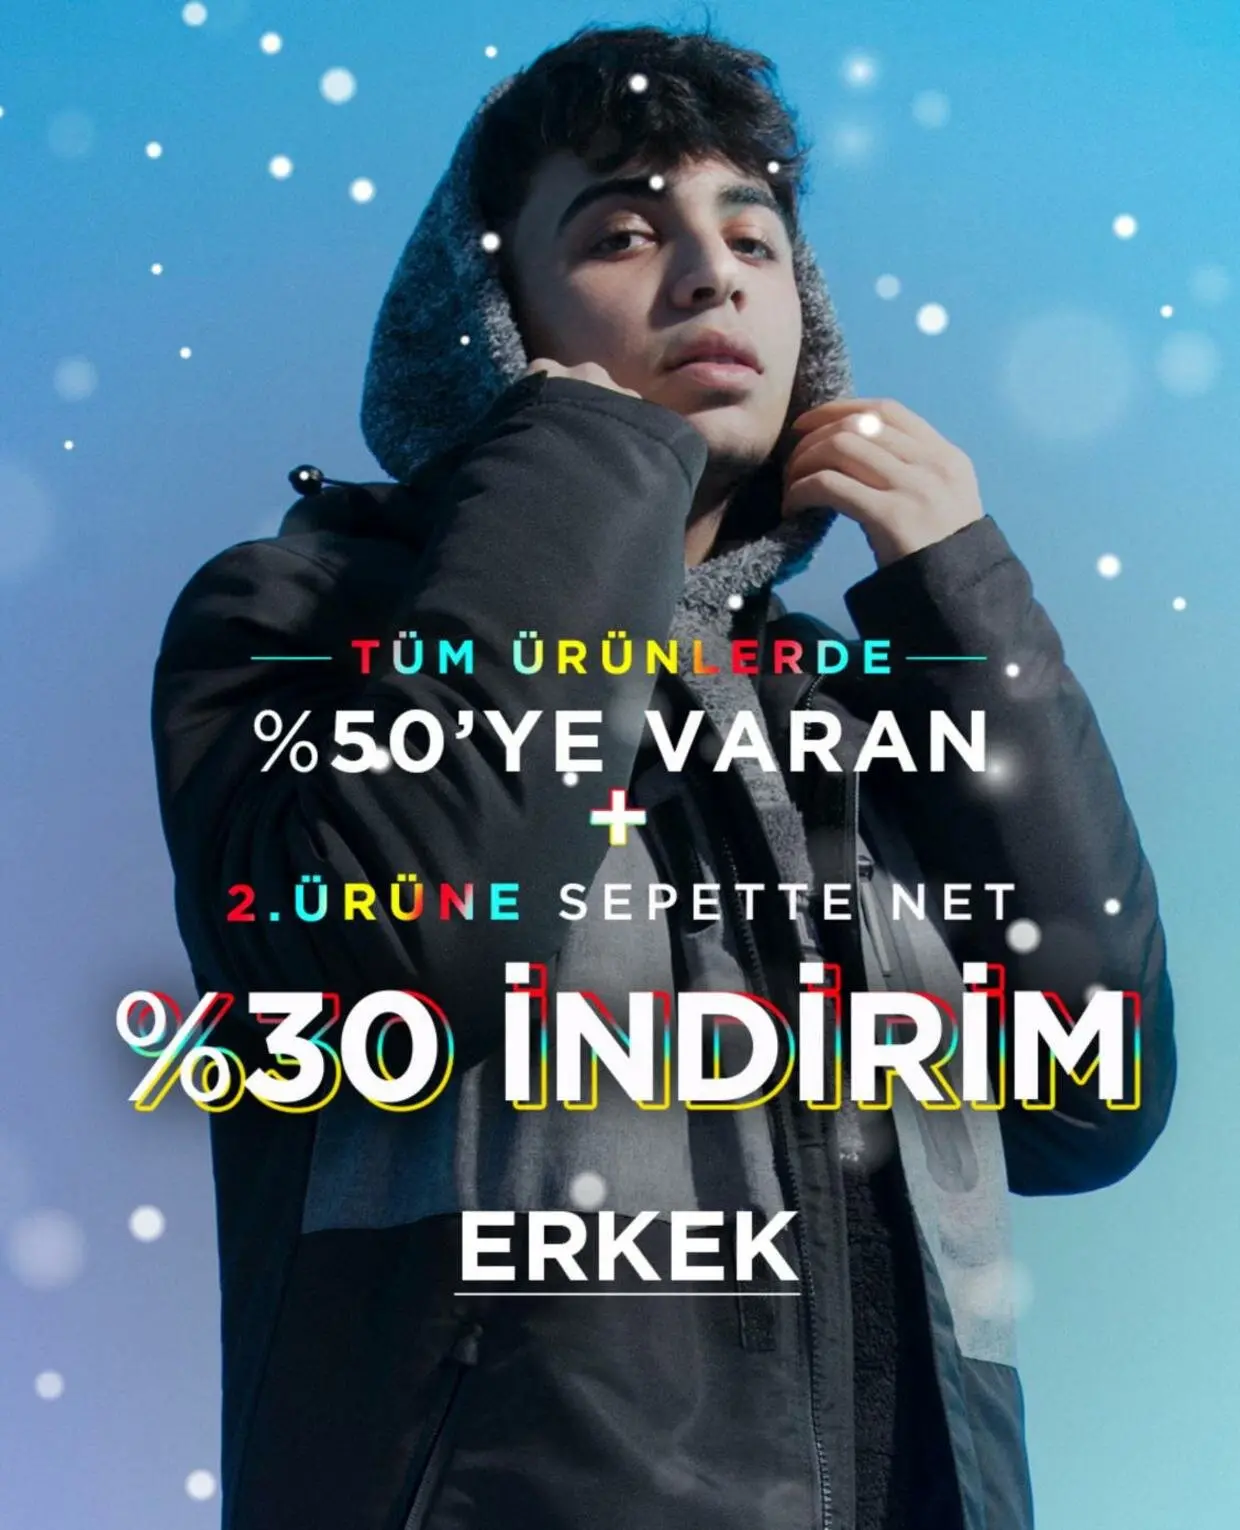 TÜM ÜRÜNLERDE
%50'YE VARAN
+
2.ÜRÜNE SEPETTE NET
%30 İNDİRİM
ERKEK